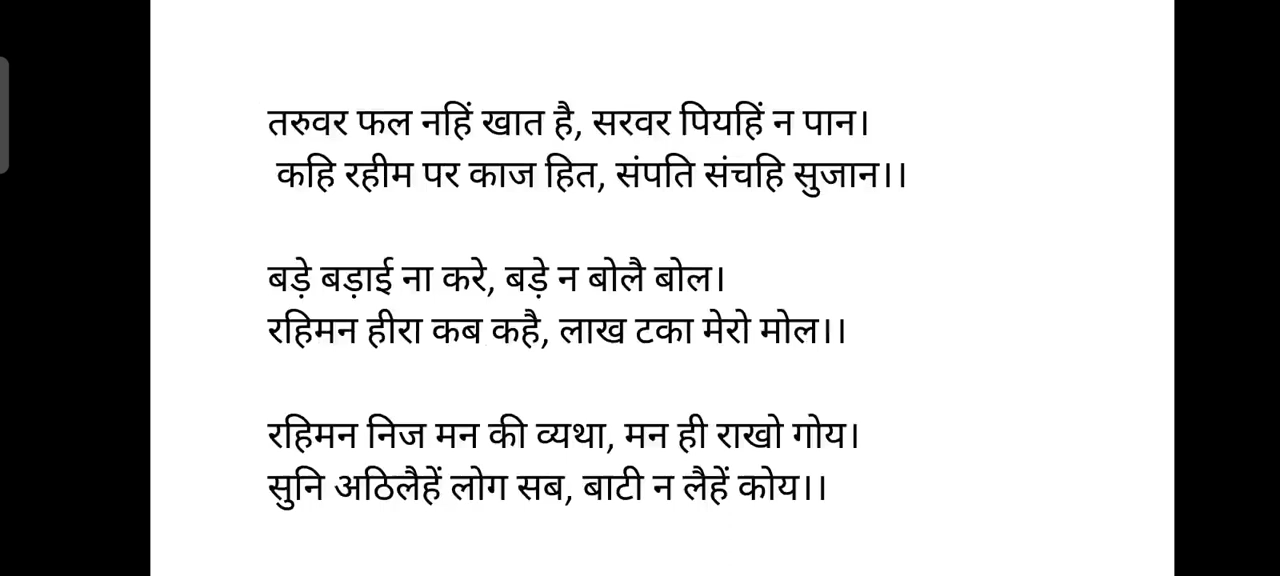 तरुवर फल नहिं खात है, सरवर पियहिं न पान।
कहि रहीम पर काज हित, संपति संचहि सुजान।।
बड़े बड़ाई ना करे, बड़े न बोलै बोल।
रहिमन हीरा कब कहै, लाख टका मेरो मोल।।
रहिमन निज मन की व्यथा, मन ही राखो गोय।
सुनि अठिलैहें लोग सब, बाटी न लैहें कोय।।